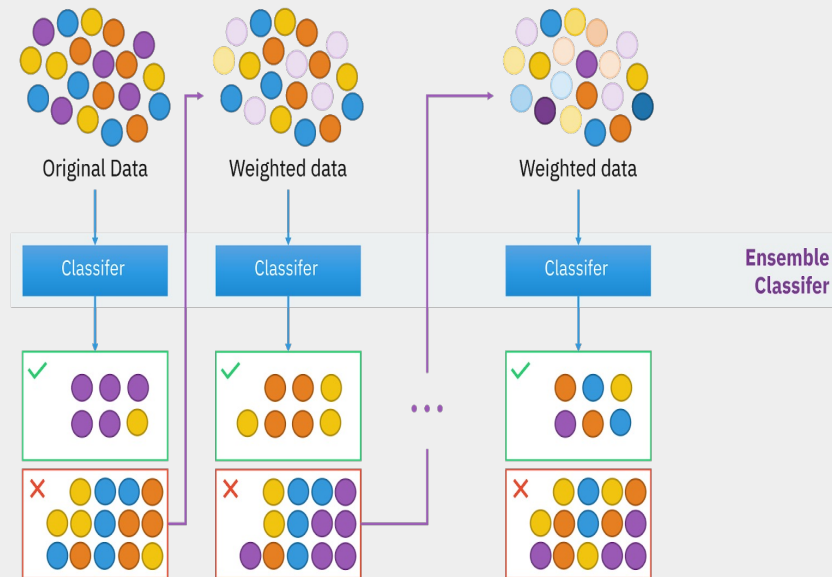 Original Data
Weighted data
Weighted data
Classifer
Classifer
Classifer
Ensemble
Classifer